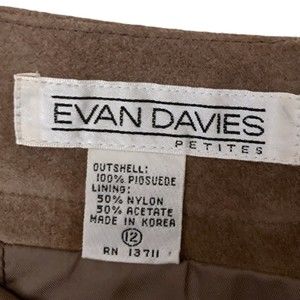 EVAN DAVIES
PETITES
OUTSHELL:
100% PIGSUEDE
LINING:
50% NYLON
50% ACETATE
MADE IN KOREA
12
RN 13711